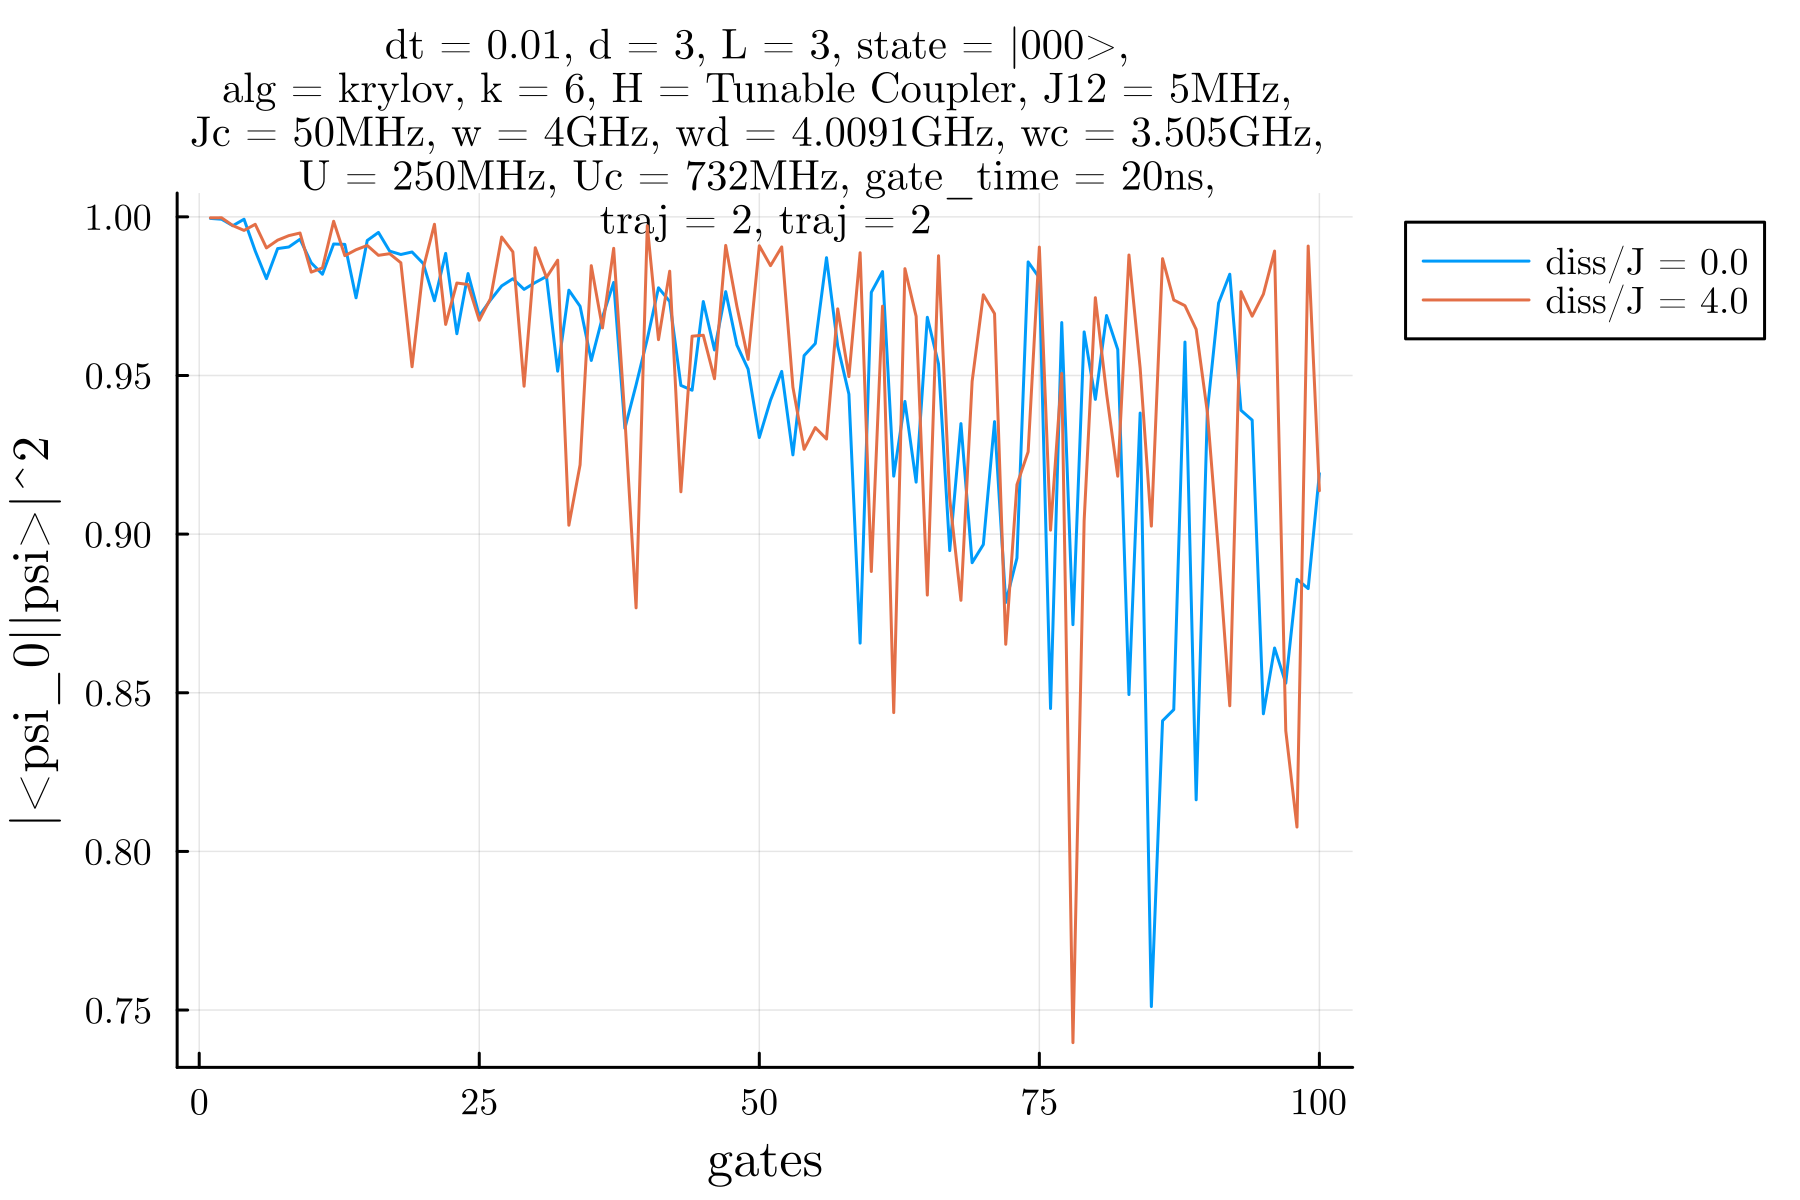 dt = 0.01, d = 3, L = 3, state = |000>,
alg = krylov, k = 6, H = Tunable Coupler, J12 = 5MHz,
Jc = 50MHz, w = 4GHz, wd = 4.0091GHz, wc = 3.505GHz,
U = 250MHz, Uc = 732MHz, gate_time = 20ns,
traj = 2, traj = 2
diss/J = 0.0
diss/J = 4.0
|<psi_0||psi>|^2
1.00
0.95
0.90
0.85
0.80
0.75
0
25
50
75
100
gates